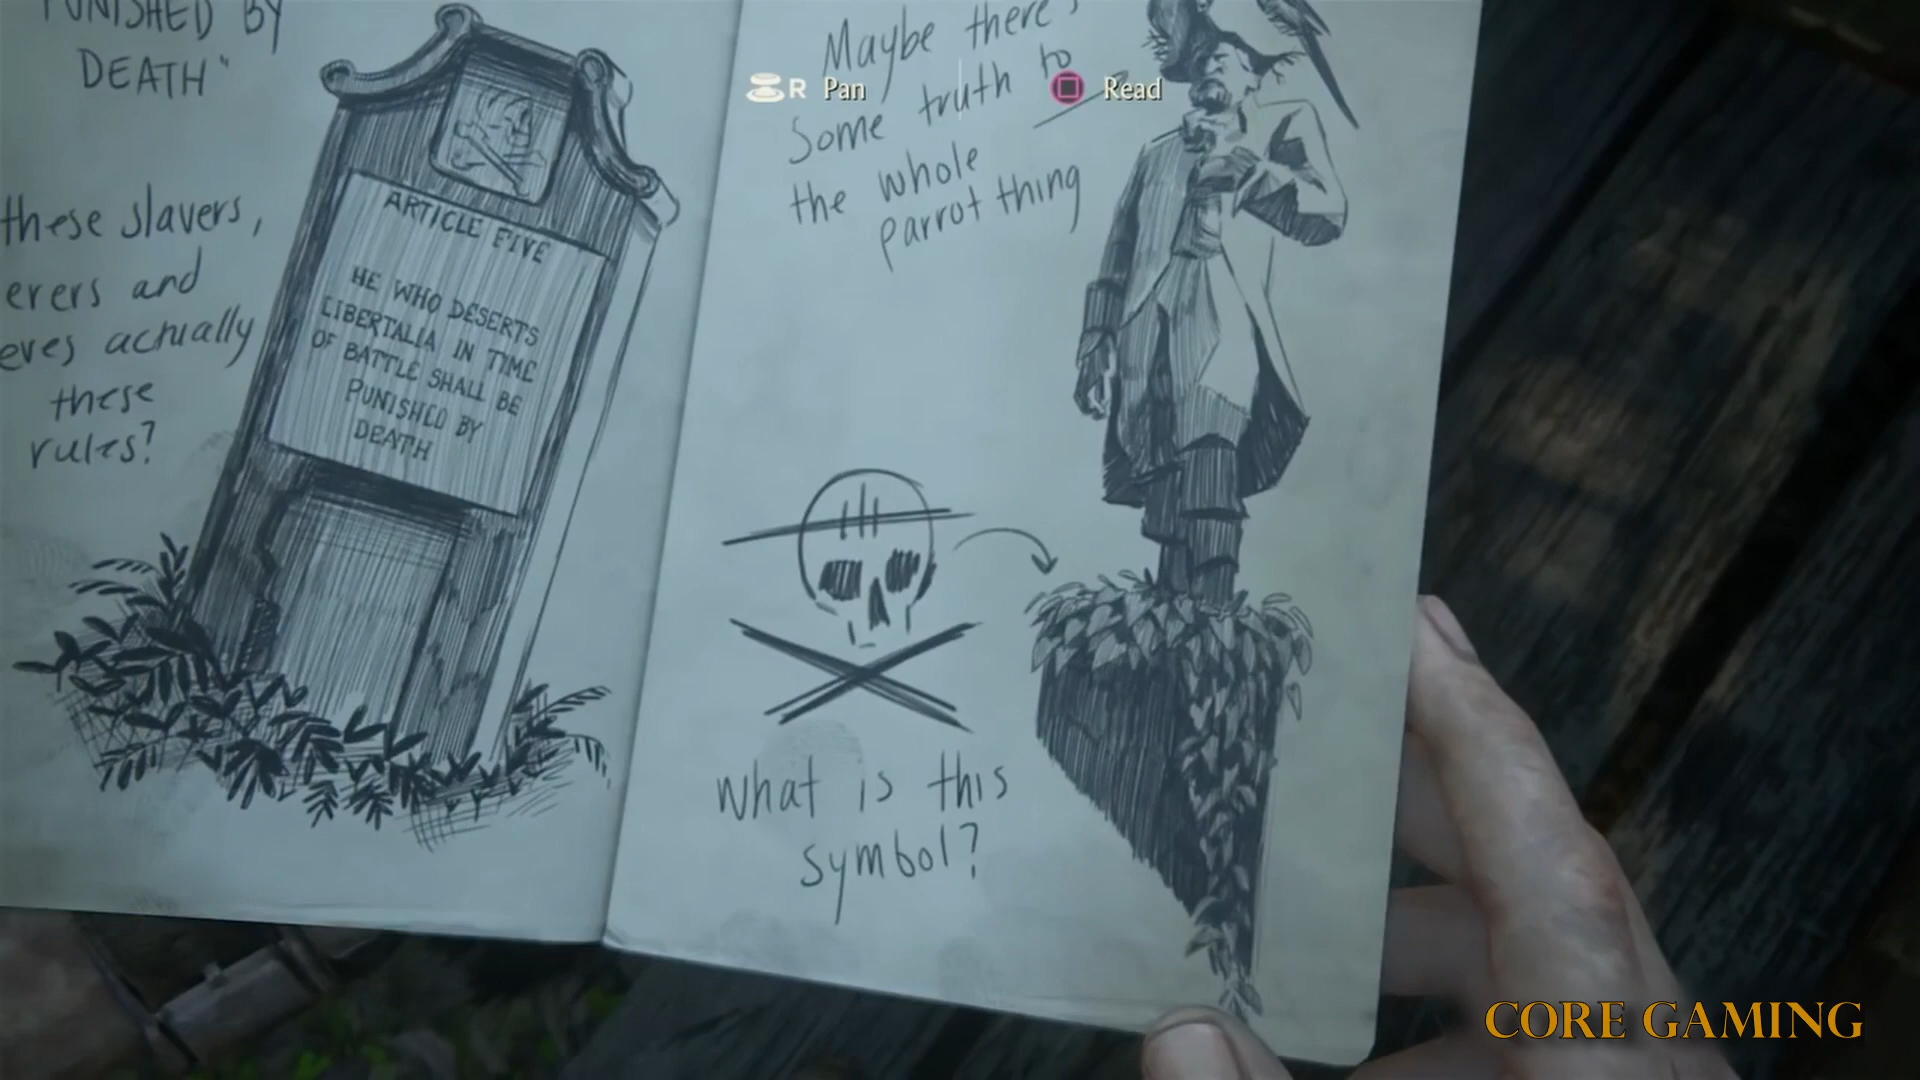 PUNISHED BY
DEATH"
these slavers,
erers and
eves actually
these
rules?
ARTICLE FIVE
HE WHO DESERTS
LIBERTALIA IN TIME
OF BATTLE SHALL BE
PUNISHED BY
DEATH
Maybe there's
Some truth to
the whole
parrot thing
R Pan
Read
What is this
symbol?
CORE GAMING